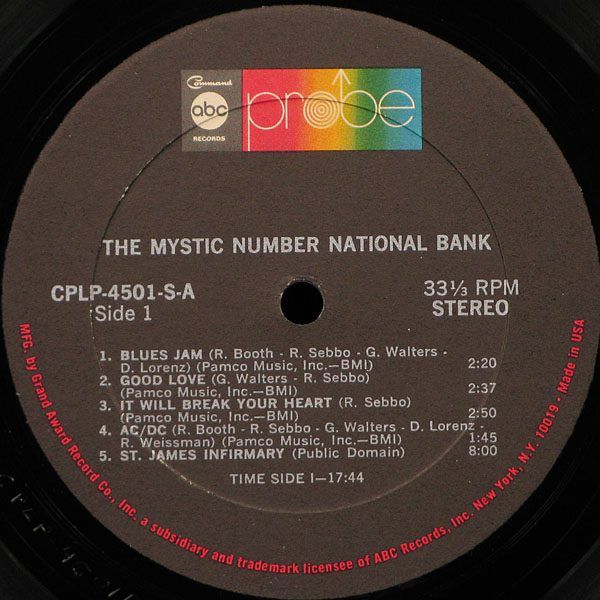 Command
abc
RECORDS
probe
THE MYSTIC NUMBER NATIONAL BANK
CPLP-4501-S-A
Side 1
33⅓ RPM
STEREO
1. BLUES JAM (R. Booth - R. Sebbo - G. Walters -
D. Lorenz) (Pamco Music, Inc.—BMI) 2:20
2. GOOD LOVE (G. Walters - R. Sebbo)
(Pamco Music, Inc.—BMI) 2:37
3. IT WILL BREAK YOUR HEART (R. Sebbo)
(Pamco Music, Inc.—BMI) 2:50
4. AC/DC (R. Booth - R. Sebbo - G. Walters - D. Lorenz -
R. Weissman) (Pamco Music, Inc.—BMI) 1:45
5. ST. JAMES INFIRMARY (Public Domain) 8:00
TIME SIDE I—17:44
MFG. by Grand Award Record Co., Inc. a subsidiary and trademark licensee of ABC Records, Inc. New York, N.Y. 10019 - Made in USA